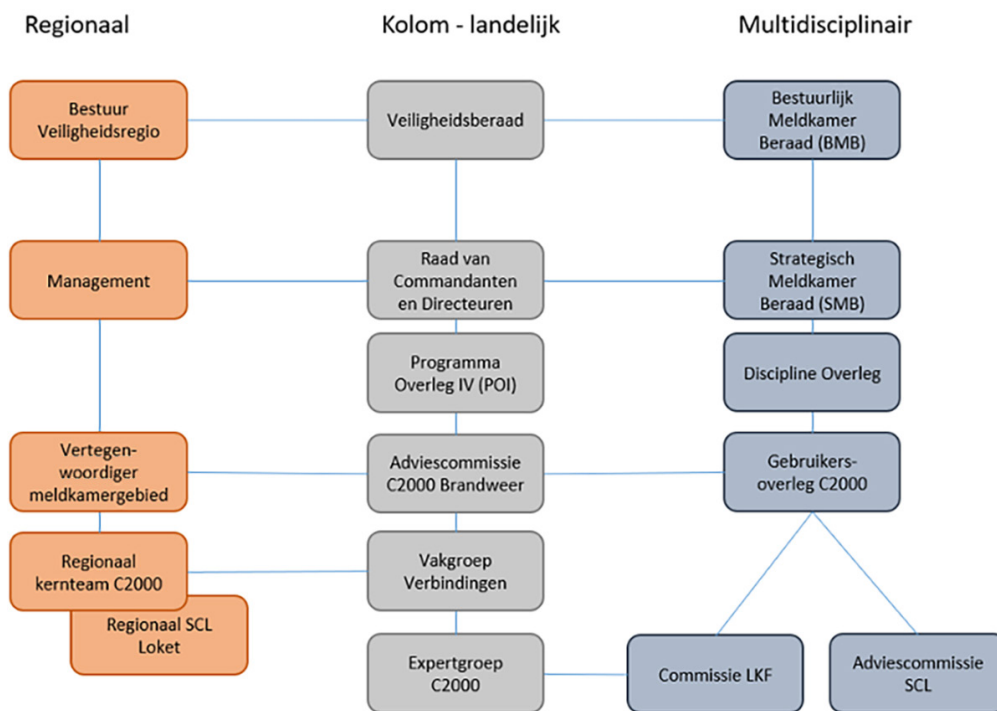 Regionaal
Kolom - landelijk
Multidisciplinair
Bestuur
Veiligheidsregio
Veiligheidsberaad
Bestuurlijk
Meldkamer
Beraad (BMB)
Management
Raad van
Commandanten
en Directeuren
Strategisch
Meldkamer
Beraad (SMB)
Programma
Overleg IV (POI)
Discipline Overleg
Vertegen-
woordiger
meldkamergebied
Adviescommissie
C2000 Brandweer
Gebruikers-
overleg C2000
Regionaal
kernteam C2000
Vakgroep
Verbindingen
Regionaal SCL
Loket
Expertgroep
C2000
Commissie LKF
Adviescommissie
SCL